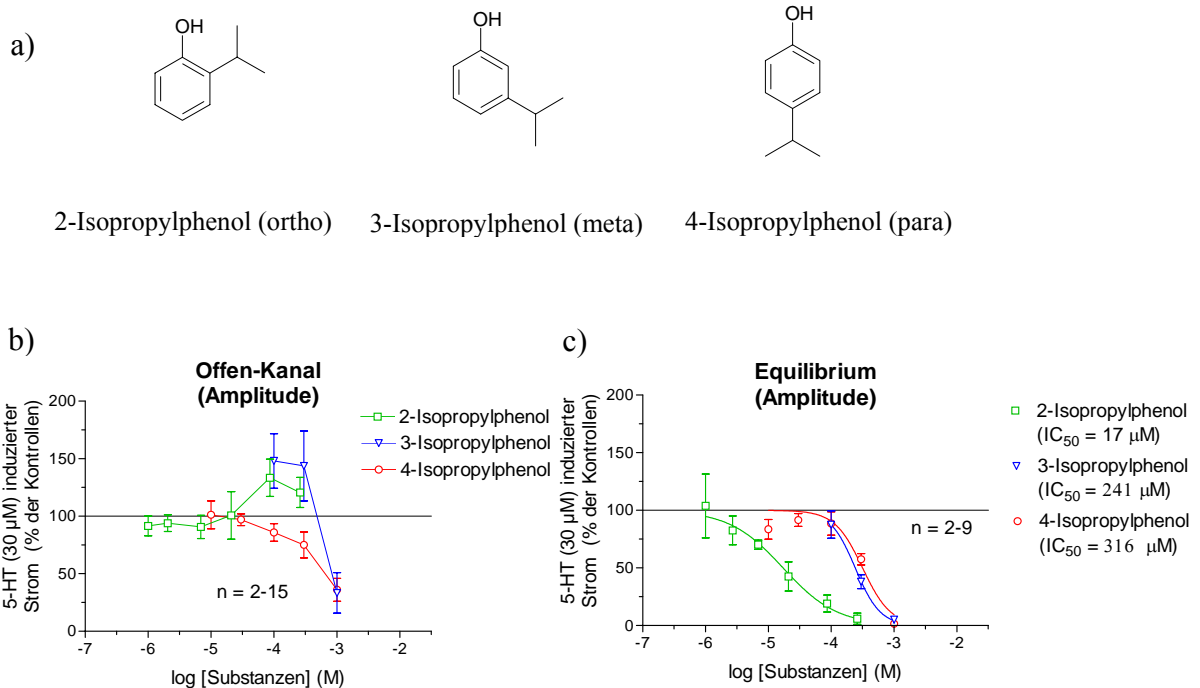 a)
OH
OH
OH
2-Isopropylphenol (ortho)
3-Isopropylphenol (meta)
4-Isopropylphenol (para)
b)
Offen-Kanal
(Amplitude)
5-HT (30 µM) induzierter
Strom (% der Kontrollen)
200
150
100
50
0
-7
-6
-5
-4
-3
-2
log [Substanzen] (M)
n = 2-15
2-Isopropylphenol
3-Isopropylphenol
4-Isopropylphenol
c)
Equilibrium
(Amplitude)
5-HT (30 µM) induzierter
Strom (% der Kontrollen)
200
150
100
50
0
-7
-6
-5
-4
-3
-2
log [Substanzen] (M)
n = 2-9
2-Isopropylphenol
(IC50 = 17 µM)
3-Isopropylphenol
(IC50 = 241 µM)
4-Isopropylphenol
(IC50 = 316 µM)